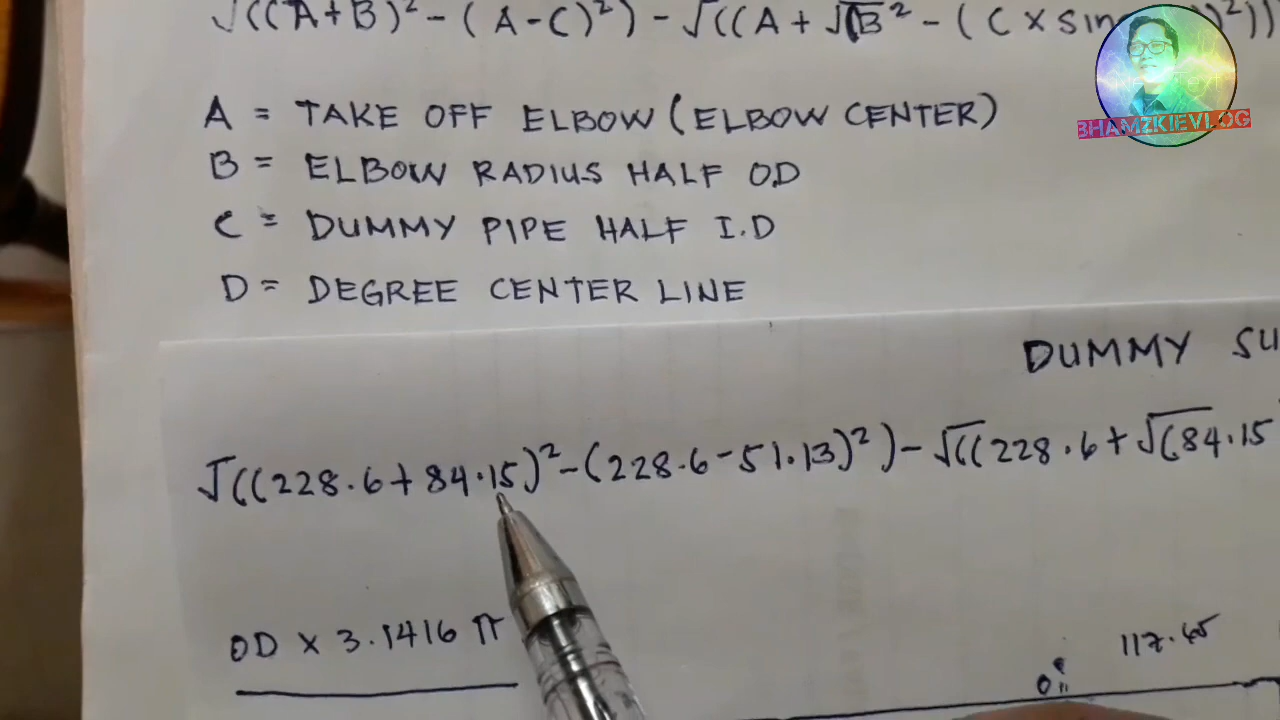 √((A+B)²-(A-C)²)-√((A+√(B²-(C×sin
A = TAKE OFF ELBOW (ELBOW CENTER)
B = ELBOW RADIUS HALF O.D
C = DUMMY PIPE HALF I.D
D = DEGREE CENTER LINE
DUMMY SU
√((228.6+84.15)²-(228.6-51.13)²)-√((228.6+√(84.15
OD × 3.1416 π
117.45
0
BHAMZKIEVLOG